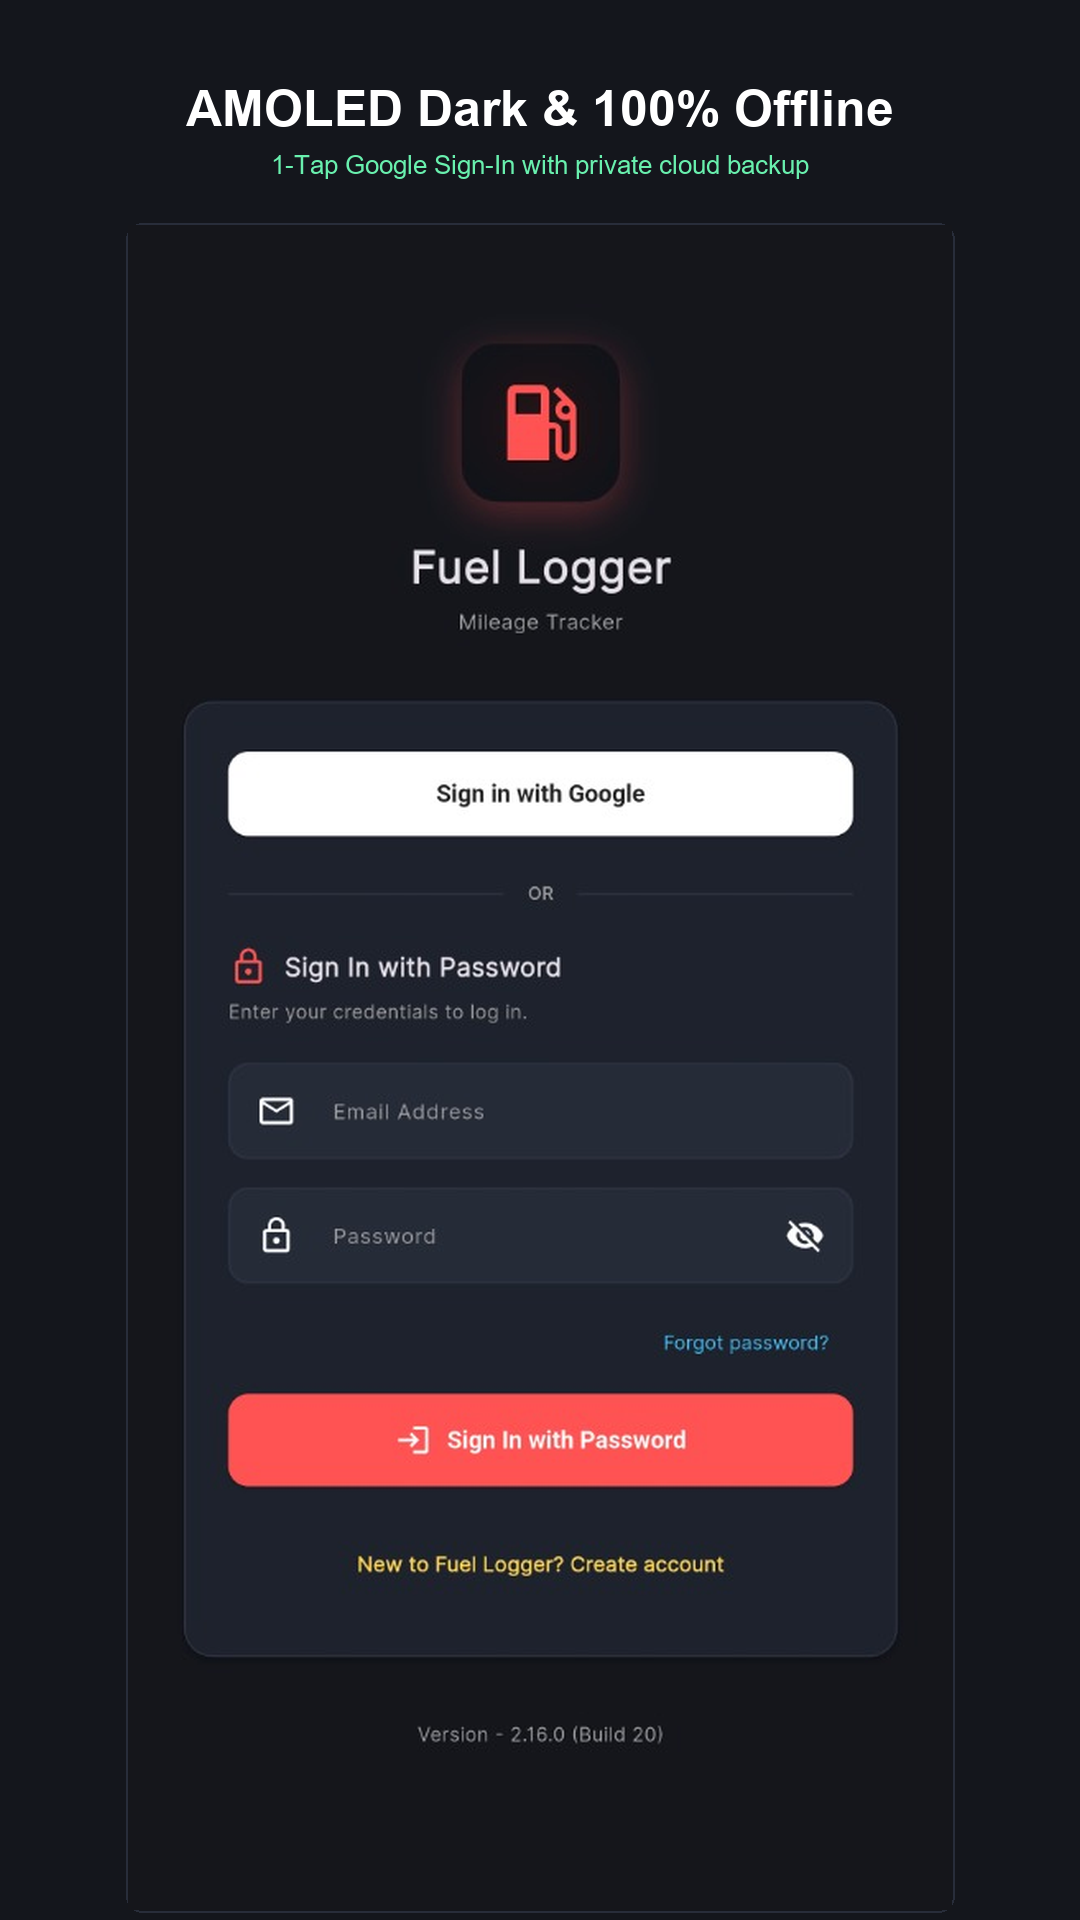 AMOLED Dark & 100% Offline
1-Tap Google Sign-In with private cloud backup
Fuel Logger
Mileage Tracker
Sign in with Google
OR
Sign In with Password
Enter your credentials to log in.
Email Address
Password
Forgot password?
Sign In with Password
New to Fuel Logger? Create account
Version - 2.16.0 (Build 20)